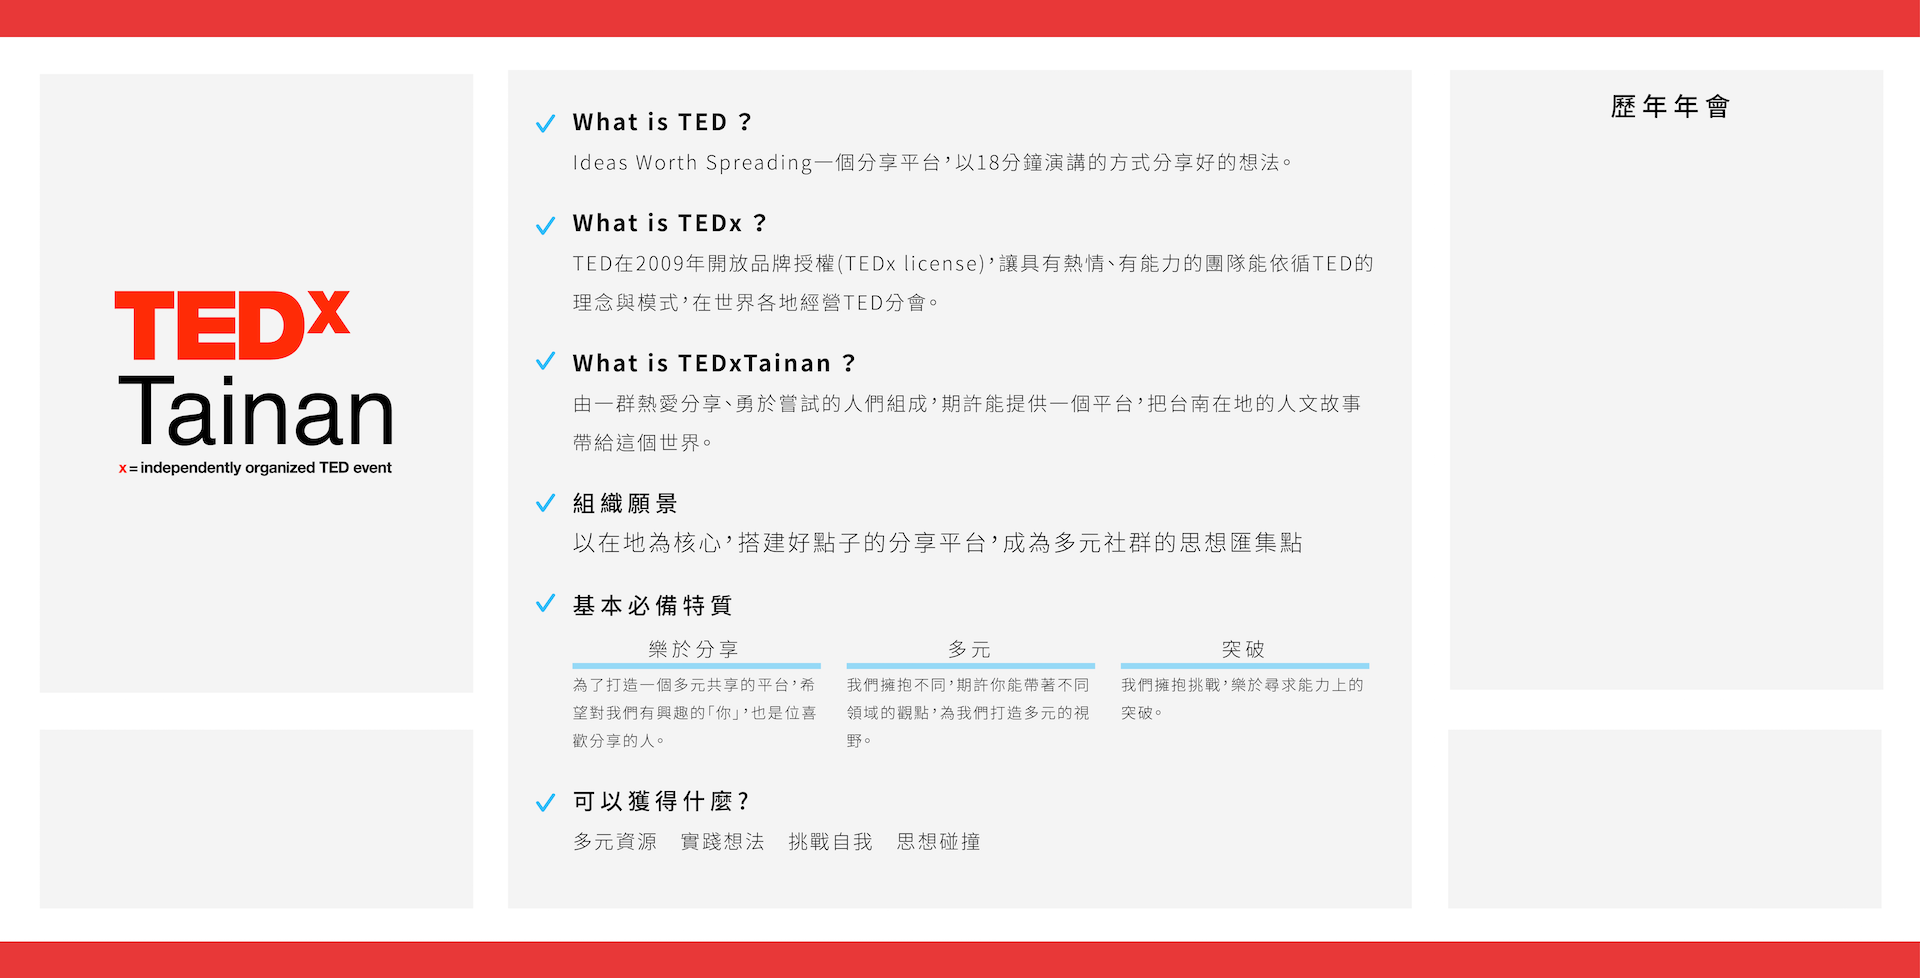 TEDx
Tainan
x = independently organized TED event
What is TED？
Ideas Worth Spreading—個分享平台，以18分鐘演講的方式分享好的想法。
What is TEDx？
TED在2009年開放品牌授權(TEDx license)，讓具有熱情、有能力的團隊能依循TED的
理念與模式，在世界各地經營TED分會。
What is TEDxTainan？
由一群熱愛分享、勇於嘗試的人們組成，期許能提供一個平台，把台南在地的人文故事
帶給這個世界。
組織願景
以在地為核心，搭建好點子的分享平台，成為多元社群的思想匯集點
基本必備特質
樂於分享
為了打造一個多元共享的平台，希
望對我們有興趣的「你」，也是位喜
歡分享的人。
多元
我們擁抱不同，期許你能帶著不同
領域的觀點，為我們打造多元的視
野。
突破
我們擁抱挑戰，樂於尋求能力上的
突破。
可以獲得什麼?
多元資源　實踐想法　挑戰自我　思想碰撞
歷年年會